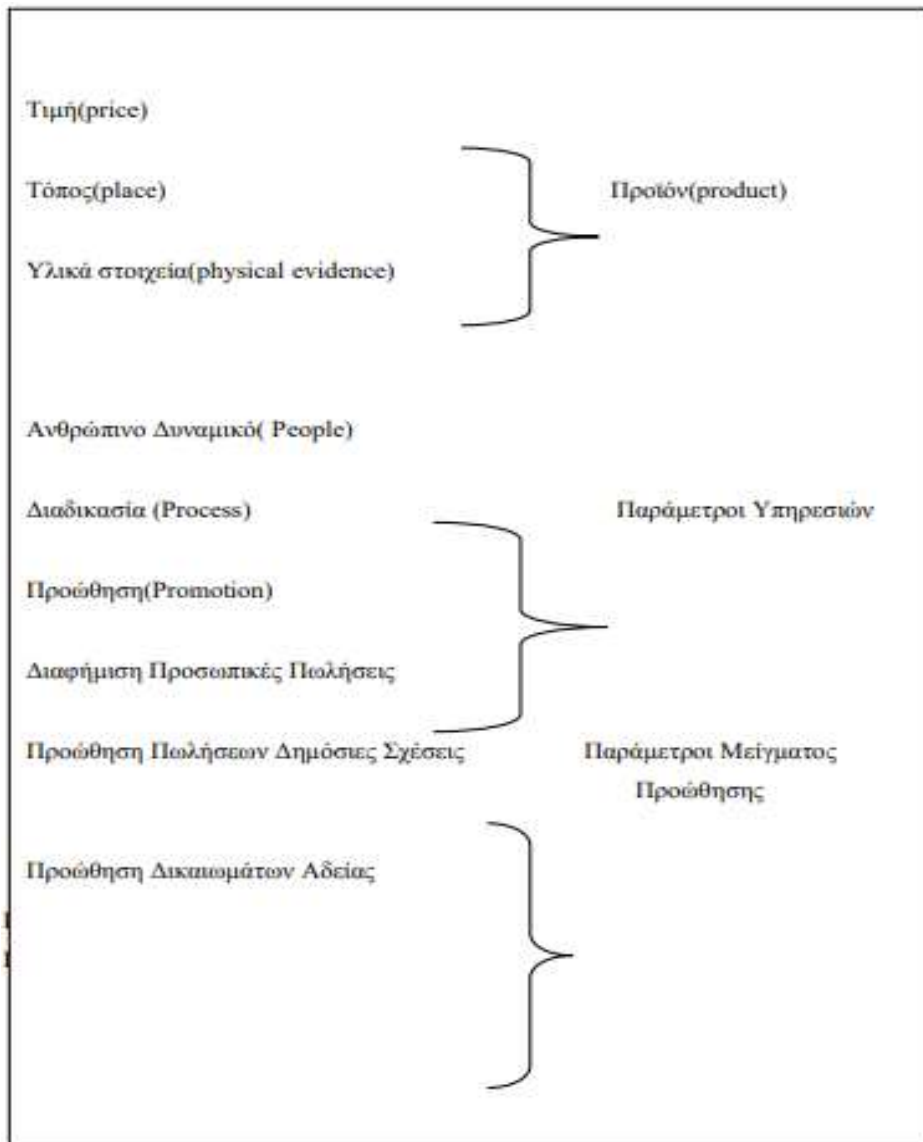 Τιμή(price)
Τόπος(place) Προϊόν(product)
Υλικά στοιχεία(physical evidence)
Ανθρώπινο Δυναμικό( People)
Διαδικασία (Process) Παράμετροι Υπηρεσιών
Προώθηση(Promotion)
Διαφήμιση Προσωπικές Πωλήσεις
Προώθηση Πωλήσεων Δημόσιες Σχέσεις Παράμετροι Μείγματος
Προώθησης
Προώθηση Δικαιωμάτων Αδείας